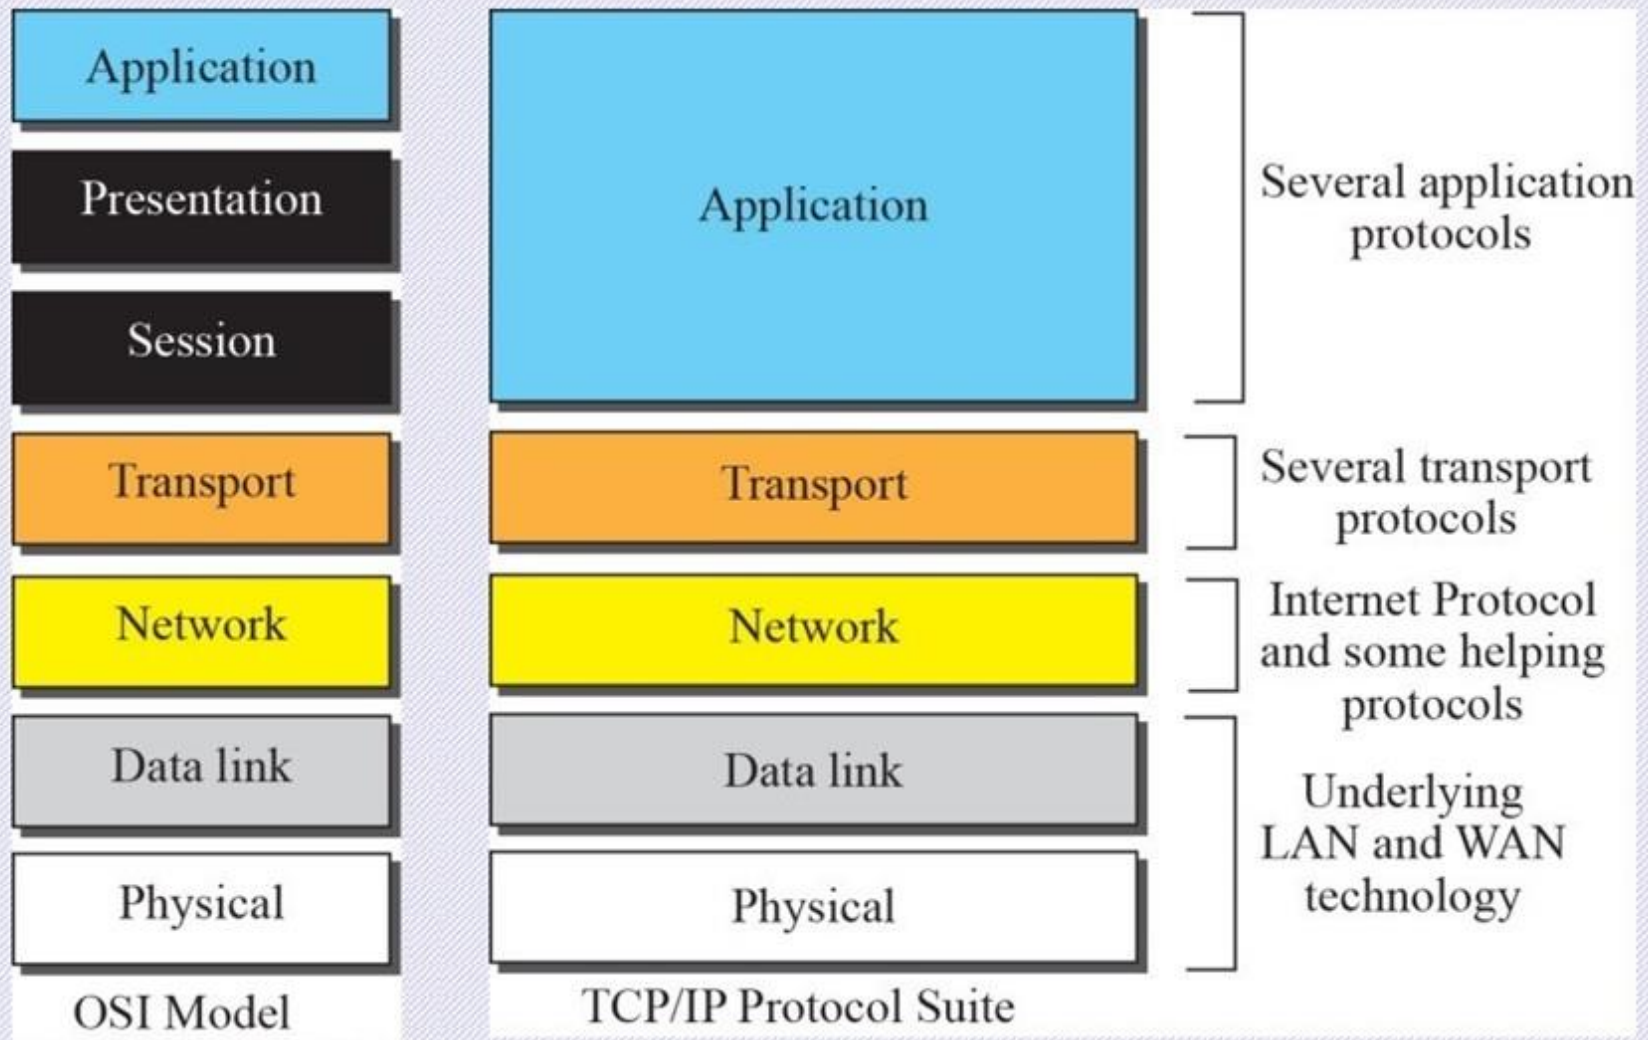 Application
Presentation
Session
Transport
Network
Data link
Physical
OSI Model
Application
Transport
Network
Data link
Physical
TCP/IP Protocol Suite
Several application
protocols
Several transport
protocols
Internet Protocol
and some helping
protocols
Underlying
LAN and WAN
technology